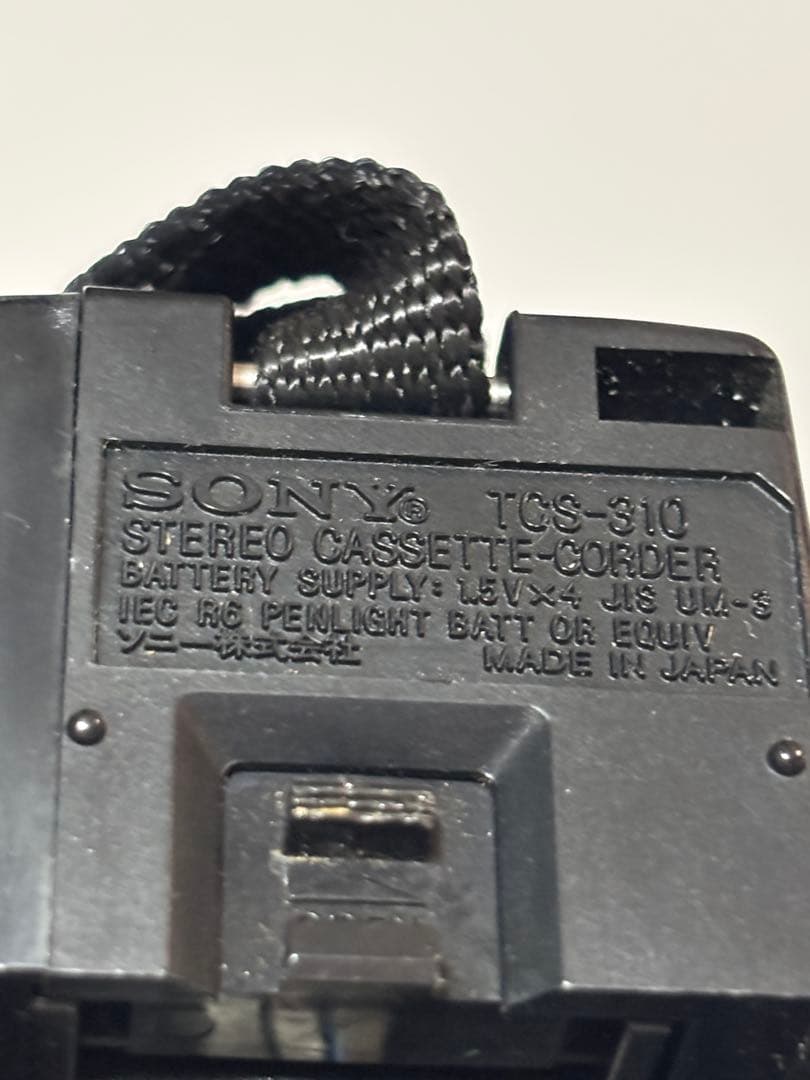 SONY® TCS-310
STEREO CASSETTE-CORDER
BATTERY SUPPLY: 1.5V×4 JIS UM-3
IEC R6 PENLIGHT BATT OR EQUIV
ソニー株式会社 MADE IN JAPAN